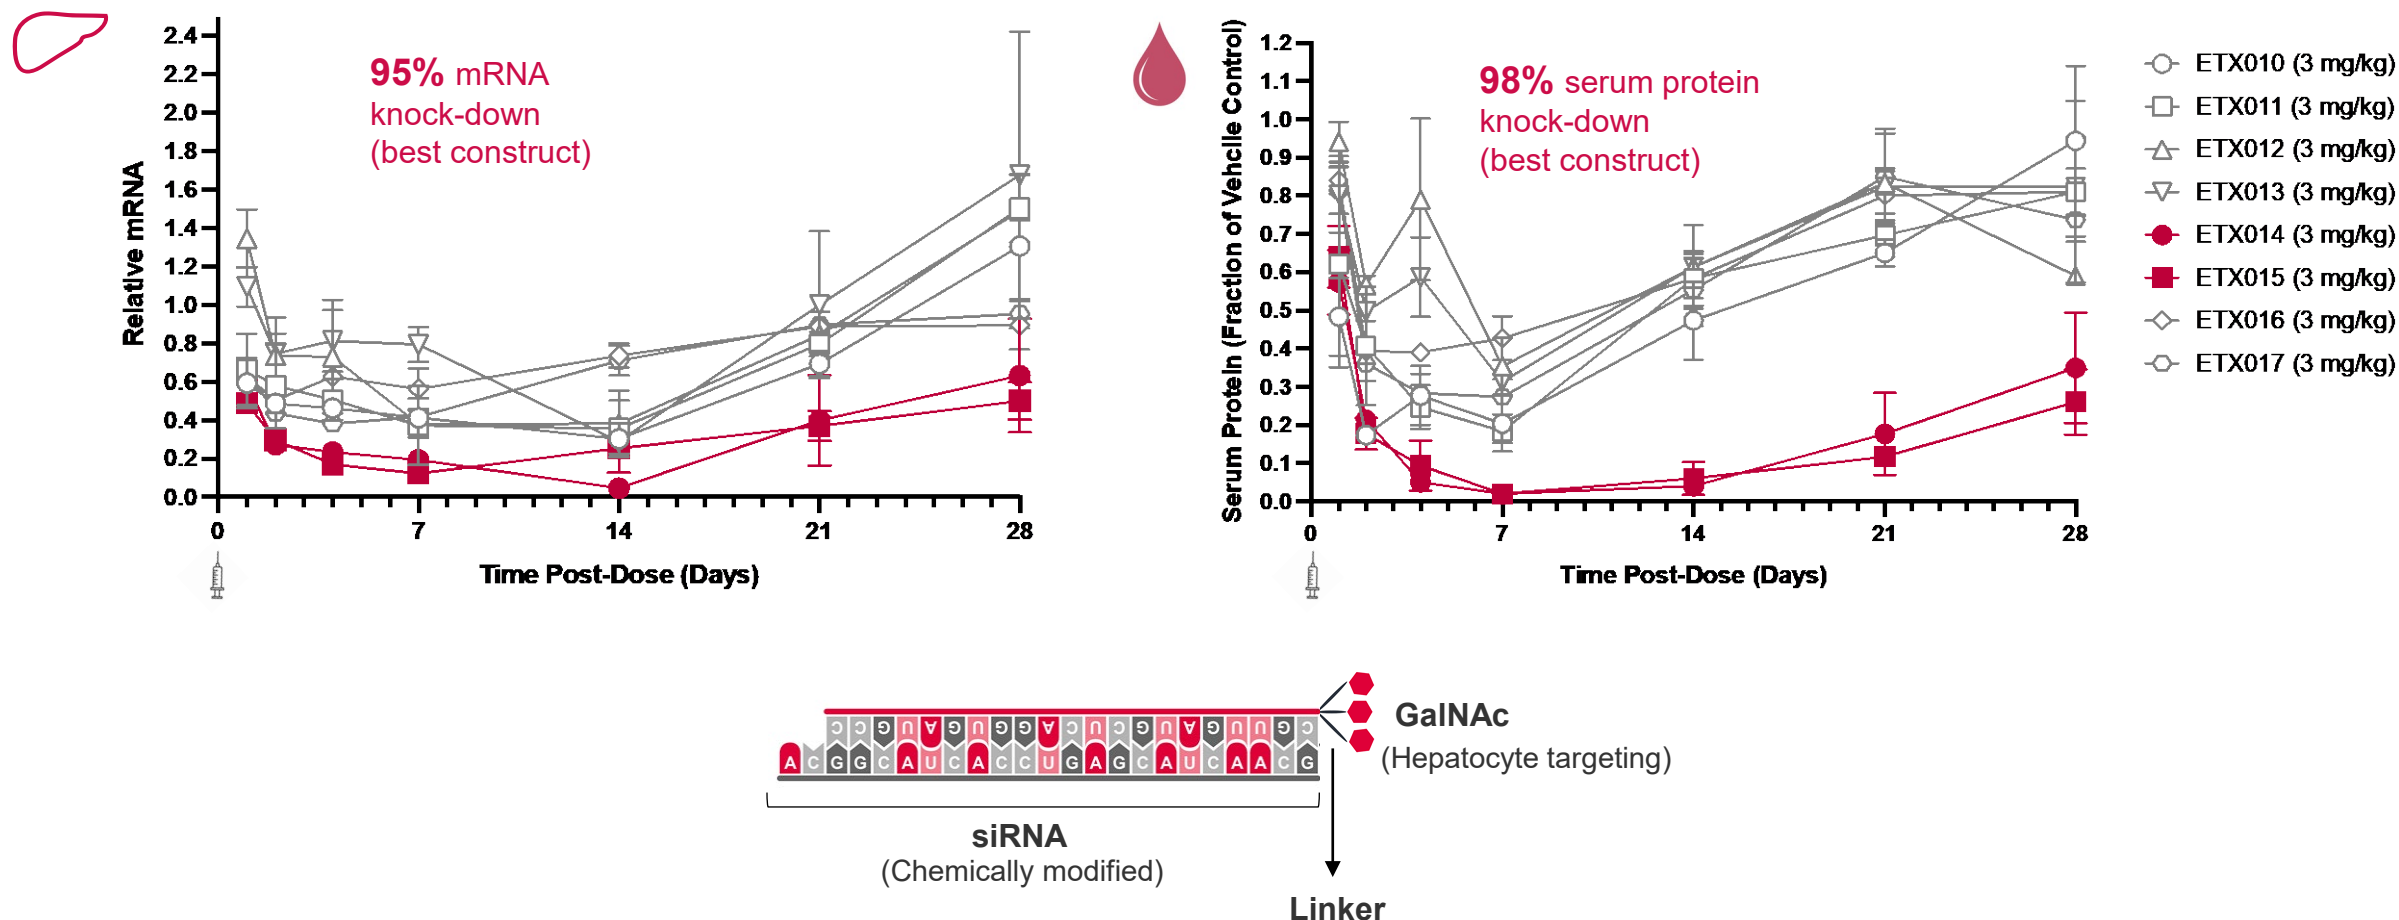 2.4
2.2
2.0
1.8
1.6
1.4
1.2
1.0
0.8
0.6
0.4
0.2
0.0
Relative mRNA
95% mRNA
knock-down
(best construct)
0 7 14 21 28
Time Post-Dose (Days)
1.2
1.1
1.0
0.9
0.8
0.7
0.6
0.5
0.4
0.3
0.2
0.1
0.0
Serum Protein (Fraction of Vehcile Control)
98% serum protein
knock-down
(best construct)
0 7 14 21 28
Time Post-Dose (Days)
ETX010 (3 mg/kg)
ETX011 (3 mg/kg)
ETX012 (3 mg/kg)
ETX013 (3 mg/kg)
ETX014 (3 mg/kg)
ETX015 (3 mg/kg)
ETX016 (3 mg/kg)
ETX017 (3 mg/kg)
C C G U A G U G G A C U C G U A G U U G C
A C G G C A U C A C C U G A G C A U C A A C G
GalNAc
(Hepatocyte targeting)
siRNA
(Chemically modified)
Linker